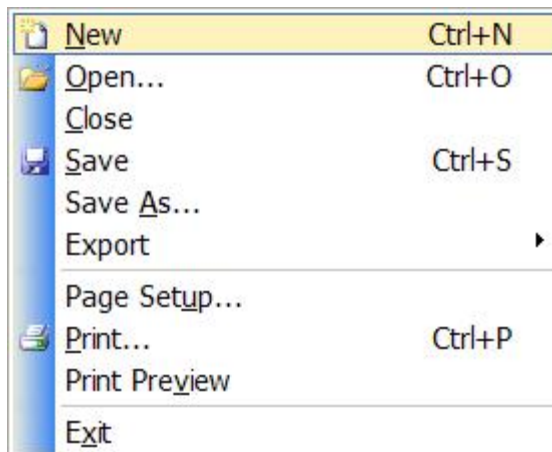 New Ctrl+N
Open... Ctrl+O
Close
Save Ctrl+S
Save As...
Export
Page Setup...
Print... Ctrl+P
Print Preview
Exit